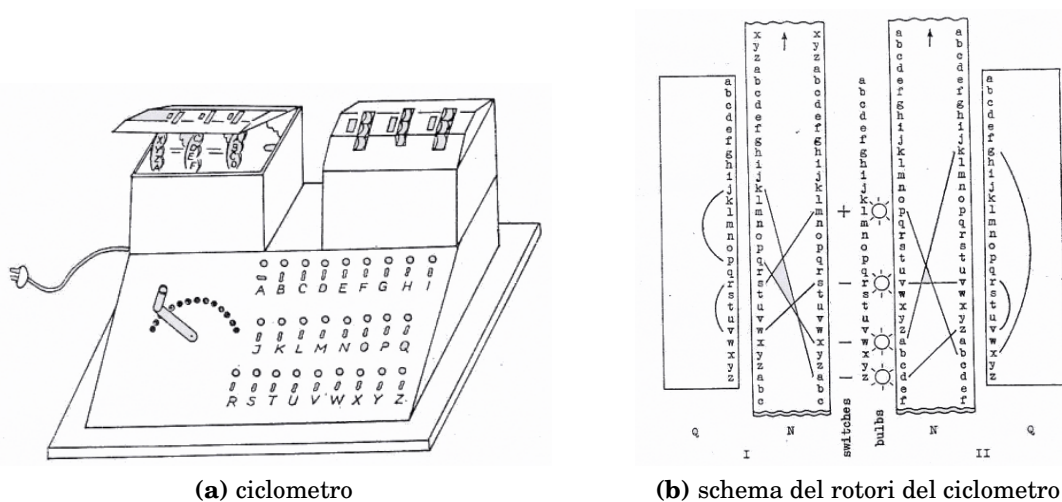 A B C D E F G H I
J K L M N O P Q
R S T U V W X Y Z
(a) ciclometro
a b c d e f g h i j k l m n o p q r s t u v w x y z
x y z a b c d e f g h i j k l m n o p q r s t u v w x y z a b c
x y z a b c d e f g h i j k l m n o p q r s t u v w x y z a b c
+ − − −
a b c d e f g h i j k l m n o p q r s t u v w x y z
a b c d e f g h i j k l m n o p q r s t u v w x y z a b c d e f
a b c d e f g h i j k l m n o p q r s t u v w x y z a b c d e f
a b c d e f g h i j k l m n o p q r s t u v w x y z
Q N switches bulbs N Q
I II
(b) schema del rotori del ciclometro